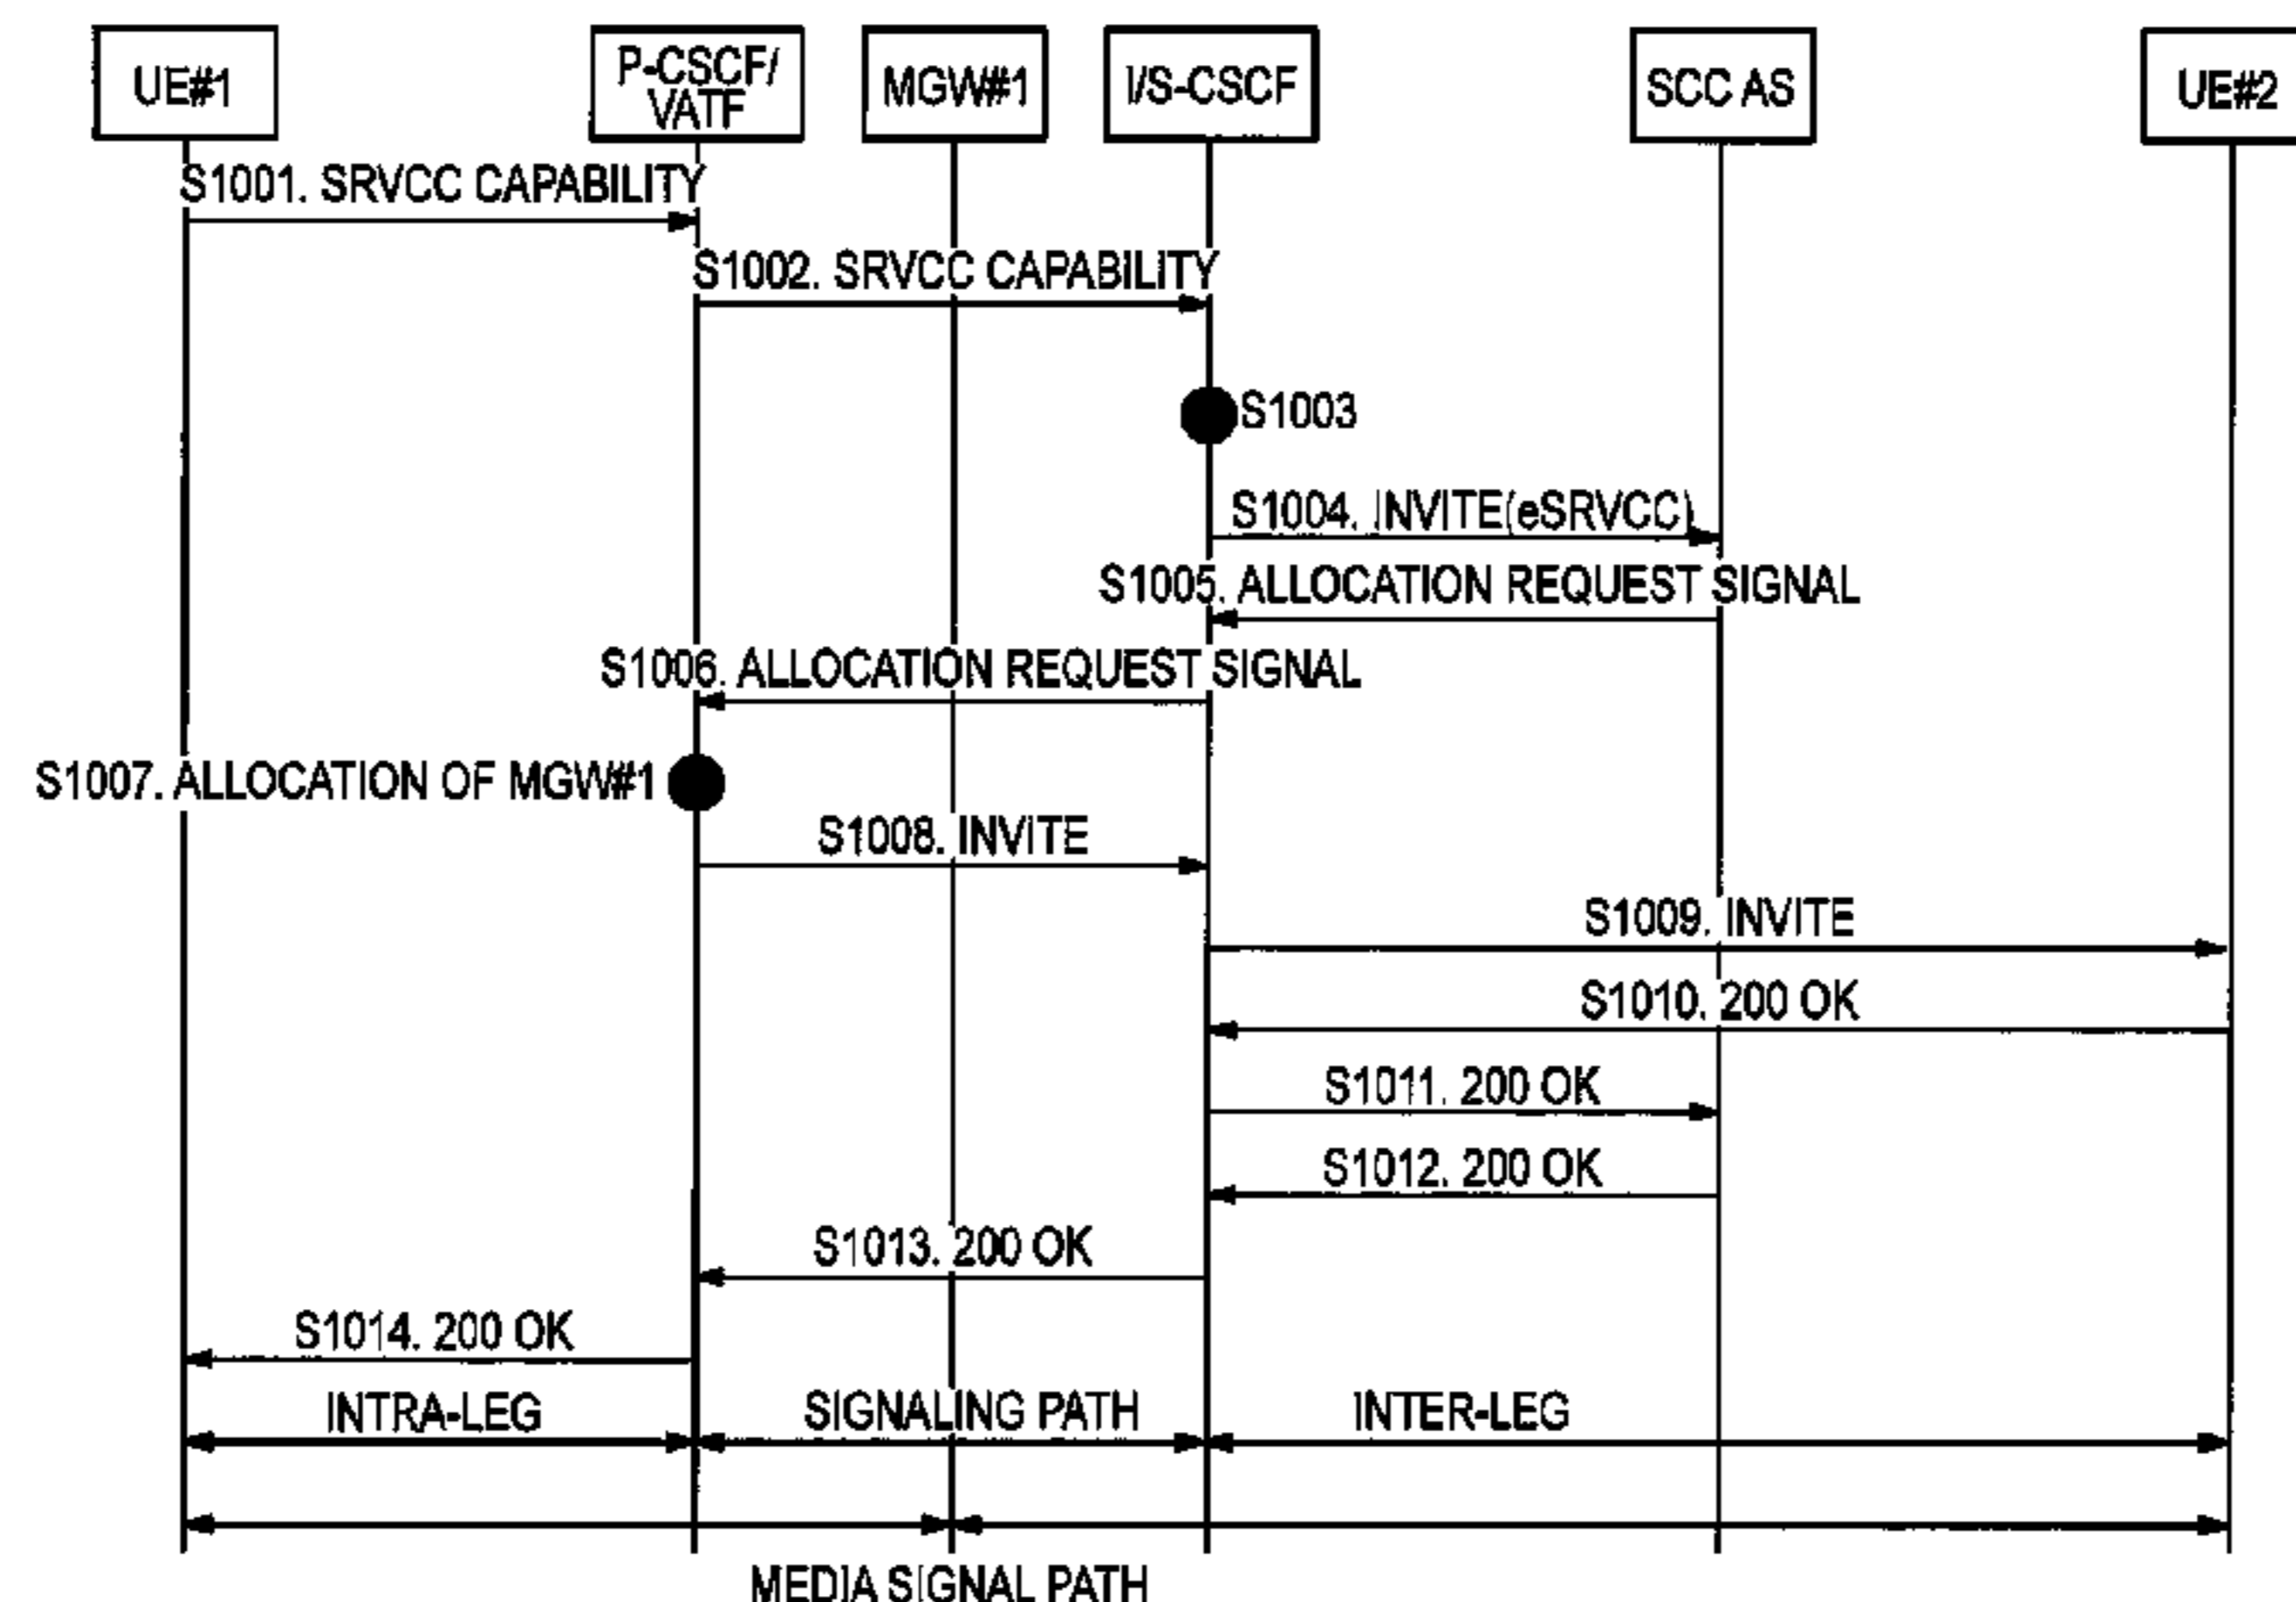 UE#1
P-CSCF/
VATF
MGW#1
I/S-CSCF
SCC AS
UE#2
S1001. SRVCC CAPABILITY
S1002. SRVCC CAPABILITY
S1003
S1004. INVITE(eSRVCC)
S1005. ALLOCATION REQUEST SIGNAL
S1006. ALLOCATION REQUEST SIGNAL
S1007. ALLOCATION OF MGW#1
S1008. INVITE
S1009. INVITE
S1010. 200 OK
S1011. 200 OK
S1012. 200 OK
S1013. 200 OK
S1014. 200 OK
INTRA-LEG
SIGNALING PATH
INTER-LEG
MEDIA SIGNAL PATH